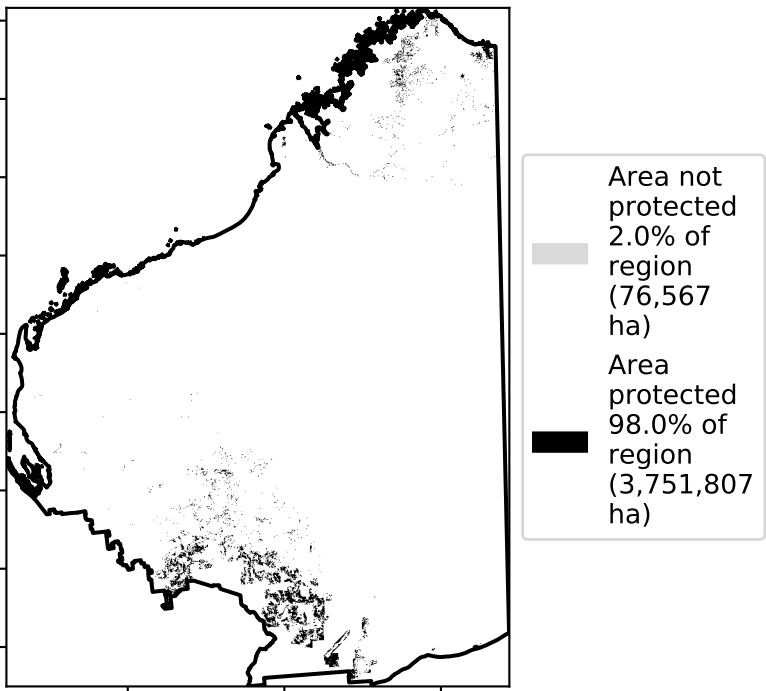 Area not
protected
2.0% of
region
(76,567
ha)
Area
protected
98.0% of
region
(3,751,807
ha)